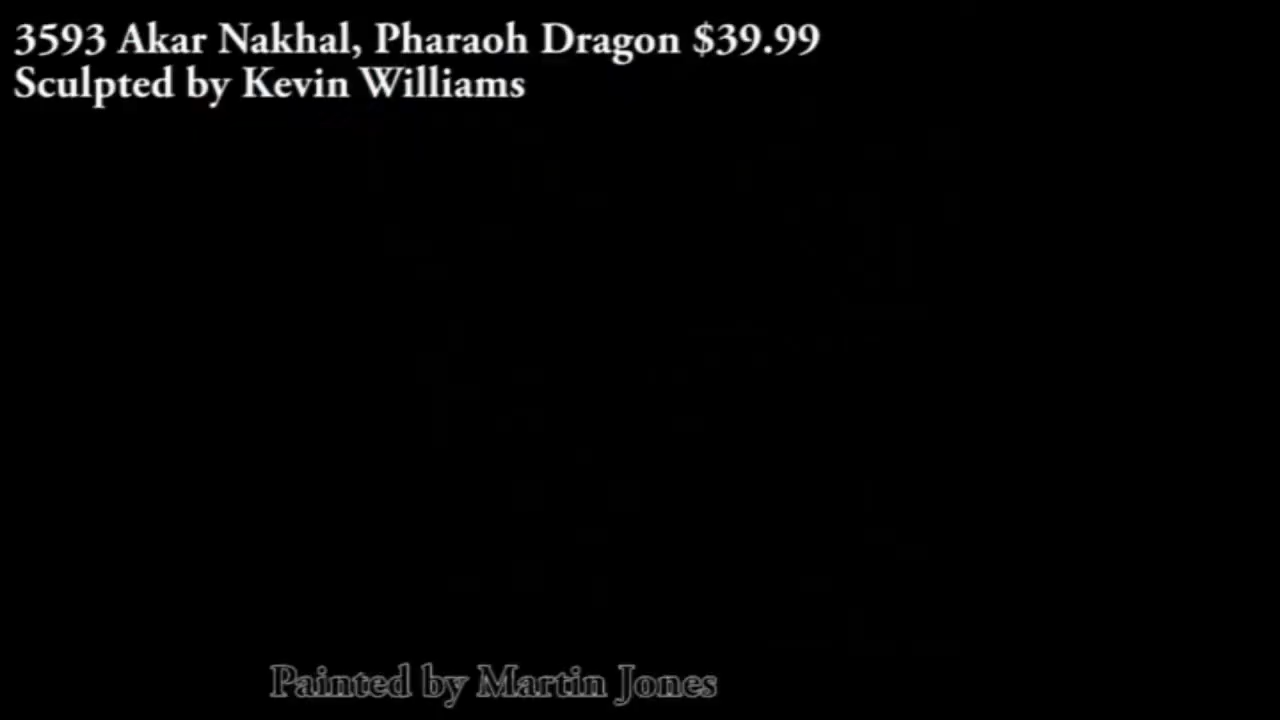 3593 Akar Nakhal, Pharaoh Dragon $39.99
Sculpted by Kevin Williams
Painted by Martin Jones